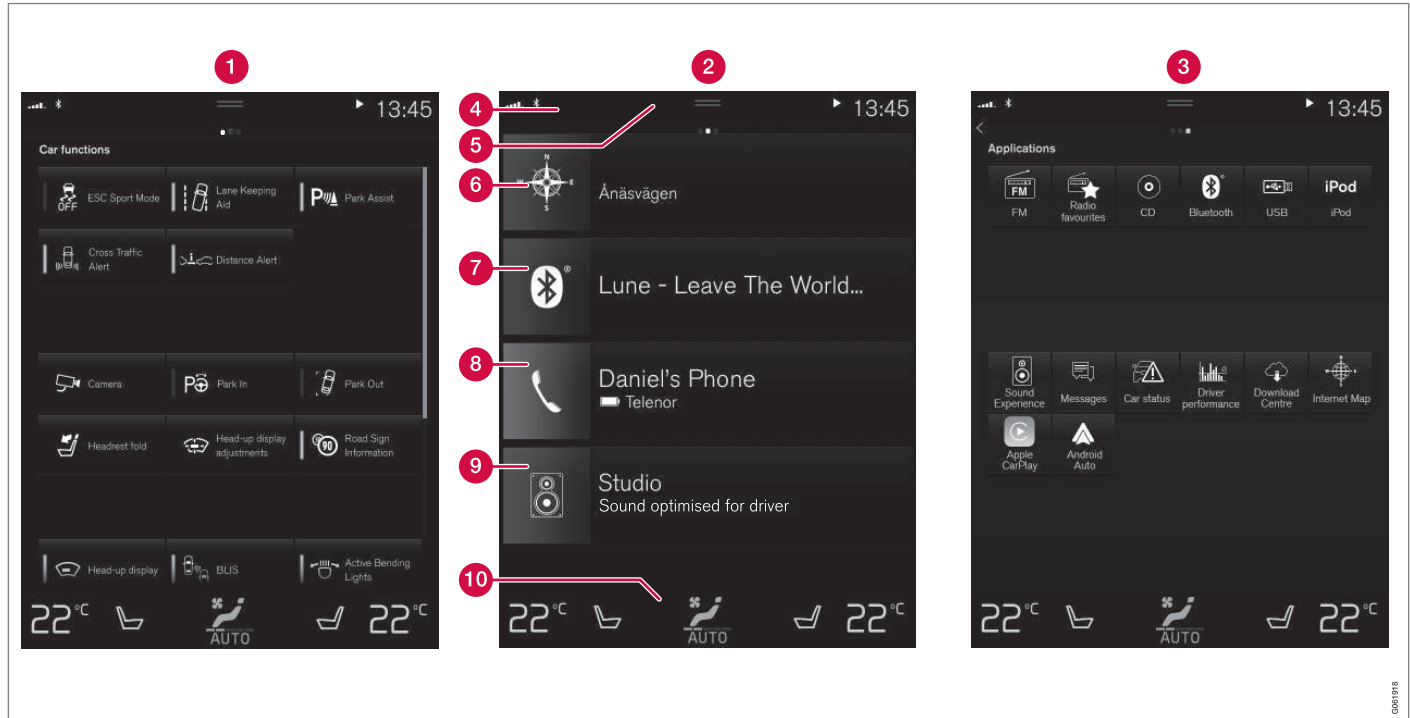 1
2
3
13:45
Car functions
ESC Sport Mode
OFF
Lane Keeping
Aid
Park Assist
Cross Traffic
Alert
Distance Alert
Camera
Park In
Park Out
Headrest fold
Head-up display
adjustments
90
Road Sign
Information
Head-up display
BLIS
Active Bending
Lights
22°C
AUTO
22°C
4
5
6
7
8
9
10
13:45
N
W
E
S
Ånäsvägen
Lune - Leave The World...
Daniel's Phone
Telenor
Studio
Sound optimised for driver
22°C
AUTO
22°C
13:45
Applications
FM
FM
Radio
favourites
CD
Bluetooth
USB
iPod
iPod
Sound
Experience
Messages
Car status
Driver
performance
Download
Centre
Internet Map
Apple
CarPlay
Android
Auto
22°C
AUTO
22°C
G061918